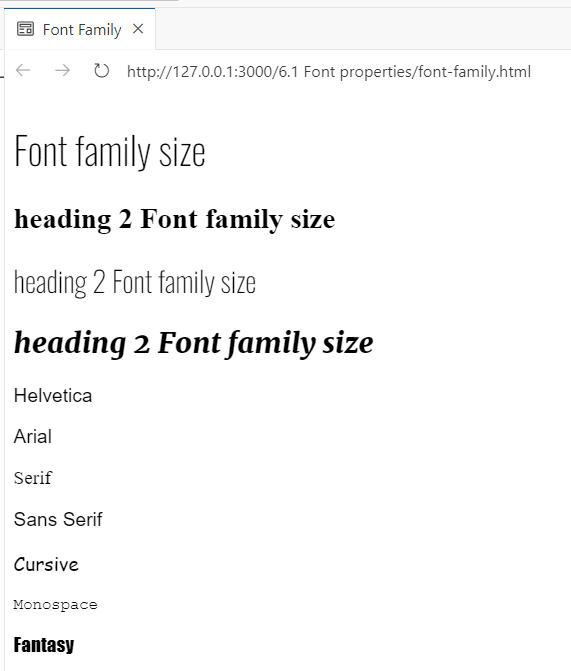 Font Family
http://127.0.0.1:3000/6.1 Font properties/font-family.html
Font family size
heading 2 Font family size
heading 2 Font family size
heading 2 Font family size
Helvetica
Arial
Serif
Sans Serif
Cursive
Monospace
Fantasy